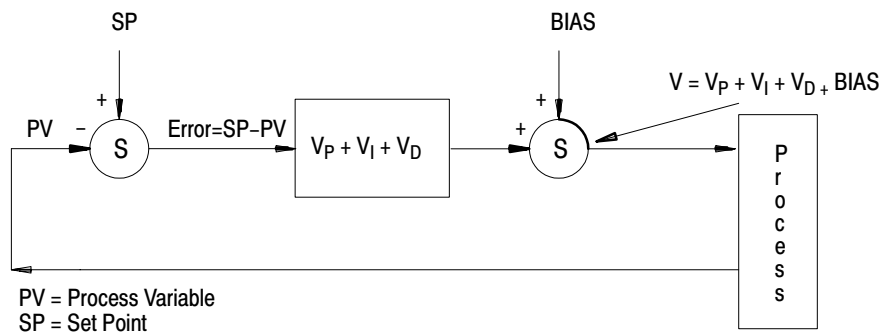 SP
BIAS
V = VP + VI + VD + BIAS
+
+
PV
−
Error=SP−PV
+
S
VP + VI + VD
S
Process
PV = Process Variable
SP = Set Point